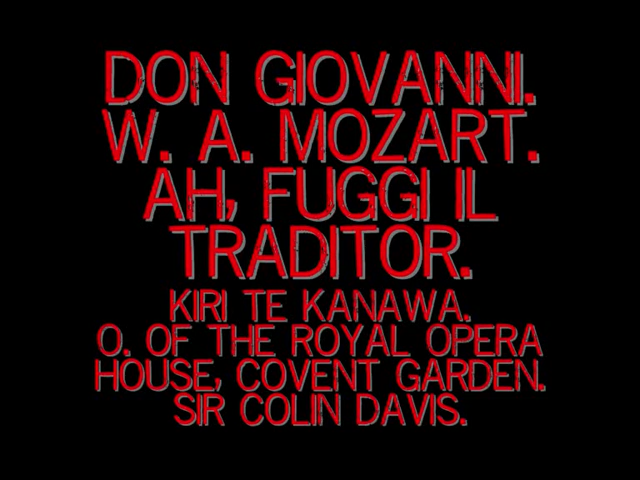 DON GIOVANNI.
W. A. MOZART.
AH, FUGGI IL
TRADITOR.
KIRI TE KANAWA.
O. OF THE ROYAL OPERA
HOUSE, COVENT GARDEN.
SIR COLIN DAVIS.